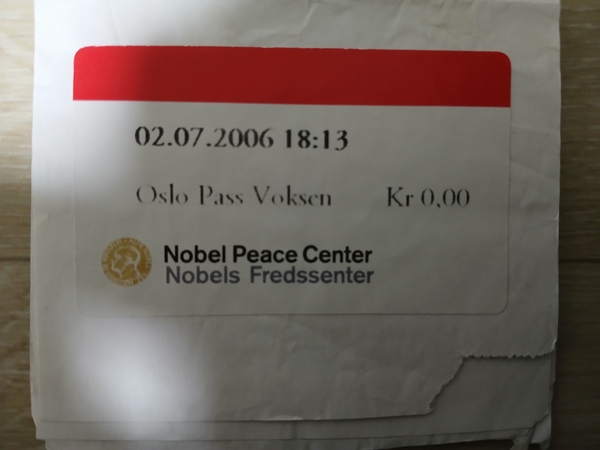 02.07.2006 18:13
Oslo Pass Voksen Kr 0,00
Nobel Peace Center
Nobels Fredssenter